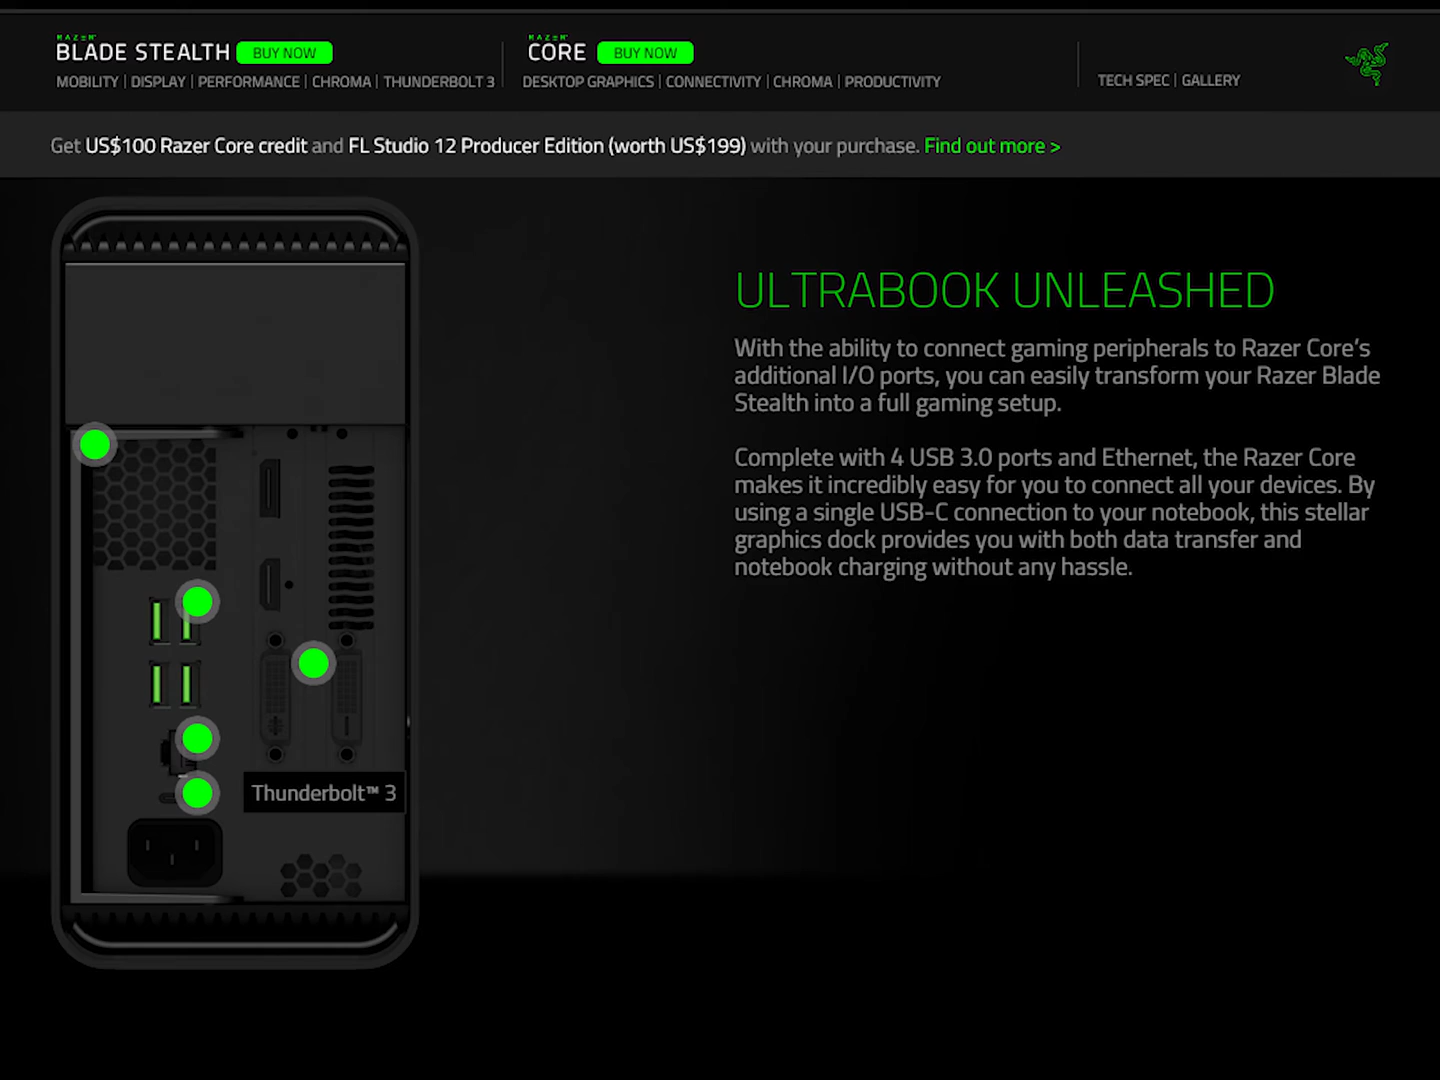 RAZER
BLADE STEALTH BUY NOW
MOBILITY | DISPLAY | PERFORMANCE | CHROMA | THUNDERBOLT 3
RAZER
CORE BUY NOW
DESKTOP GRAPHICS | CONNECTIVITY | CHROMA | PRODUCTIVITY
TECH SPEC | GALLERY
Get US$100 Razer Core credit and FL Studio 12 Producer Edition (worth US$199) with your purchase. Find out more >
ULTRABOOK UNLEASHED
With the ability to connect gaming peripherals to Razer Core’s
additional I/O ports, you can easily transform your Razer Blade
Stealth into a full gaming setup.
Complete with 4 USB 3.0 ports and Ethernet, the Razer Core
makes it incredibly easy for you to connect all your devices. By
using a single USB-C connection to your notebook, this stellar
graphics dock provides you with both data transfer and
notebook charging without any hassle.
Thunderbolt™ 3